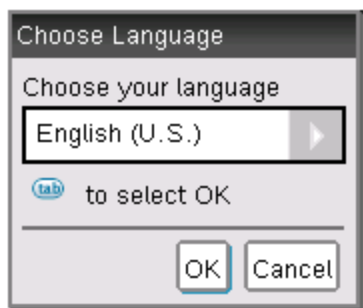 Choose Language
Choose your language
English (U.S.)
tab to select OK
OK Cancel